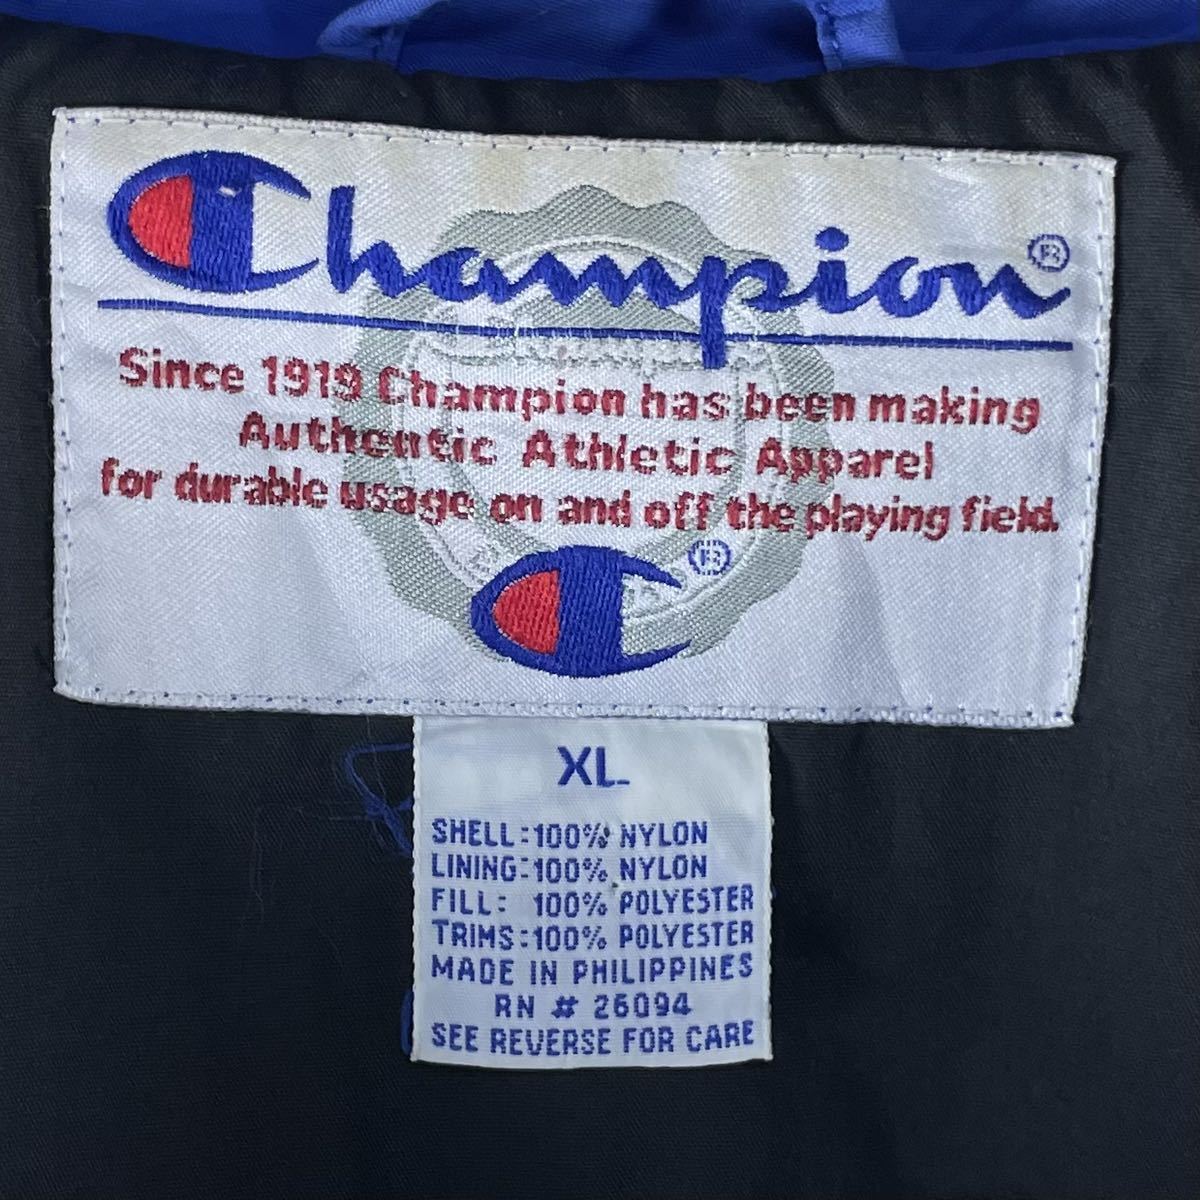 Champion®
Since 1919 Champion has been making
Authentic Athletic Apparel
for durable usage on and off the playing field.
®
XL
SHELL:100% NYLON
LINING:100% NYLON
FILL: 100% POLYESTER
TRIMS:100% POLYESTER
MADE IN PHILIPPINES
RN # 26094
SEE REVERSE FOR CARE